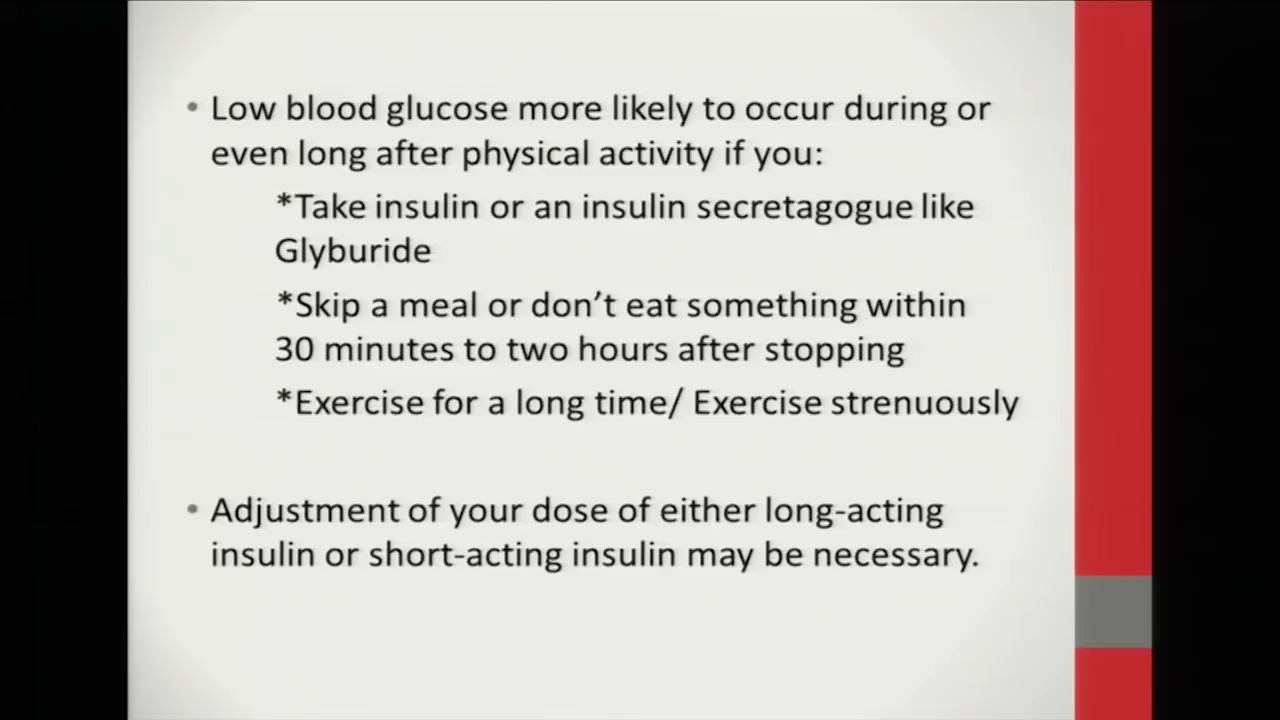 • Low blood glucose more likely to occur during or
even long after physical activity if you:
*Take insulin or an insulin secretagogue like
Glyburide
*Skip a meal or don’t eat something within
30 minutes to two hours after stopping
*Exercise for a long time/ Exercise strenuously
• Adjustment of your dose of either long-acting
insulin or short-acting insulin may be necessary.